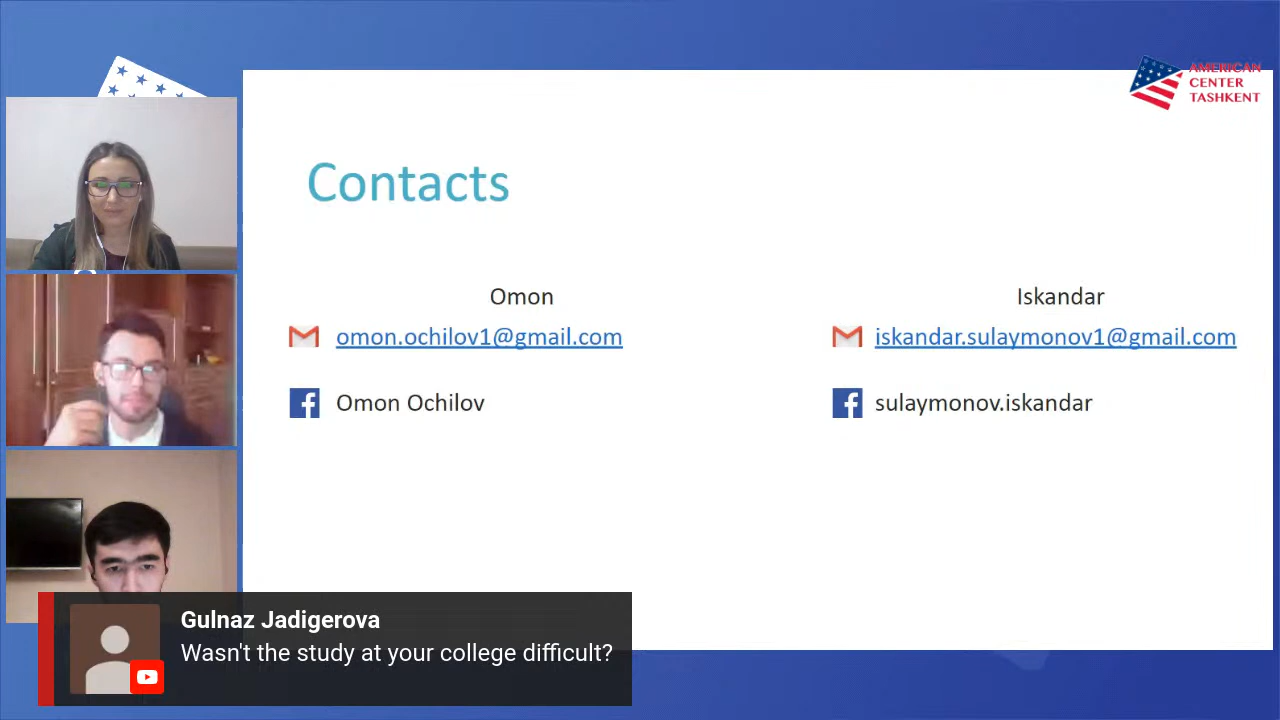 AMERICAN
CENTER
TASHKENT
Contacts
Omon
omon.ochilov1@gmail.com
Omon Ochilov
Iskandar
iskandar.sulaymonov1@gmail.com
sulaymonov.iskandar
Gulnaz Jadigerova
Wasn't the study at your college difficult?